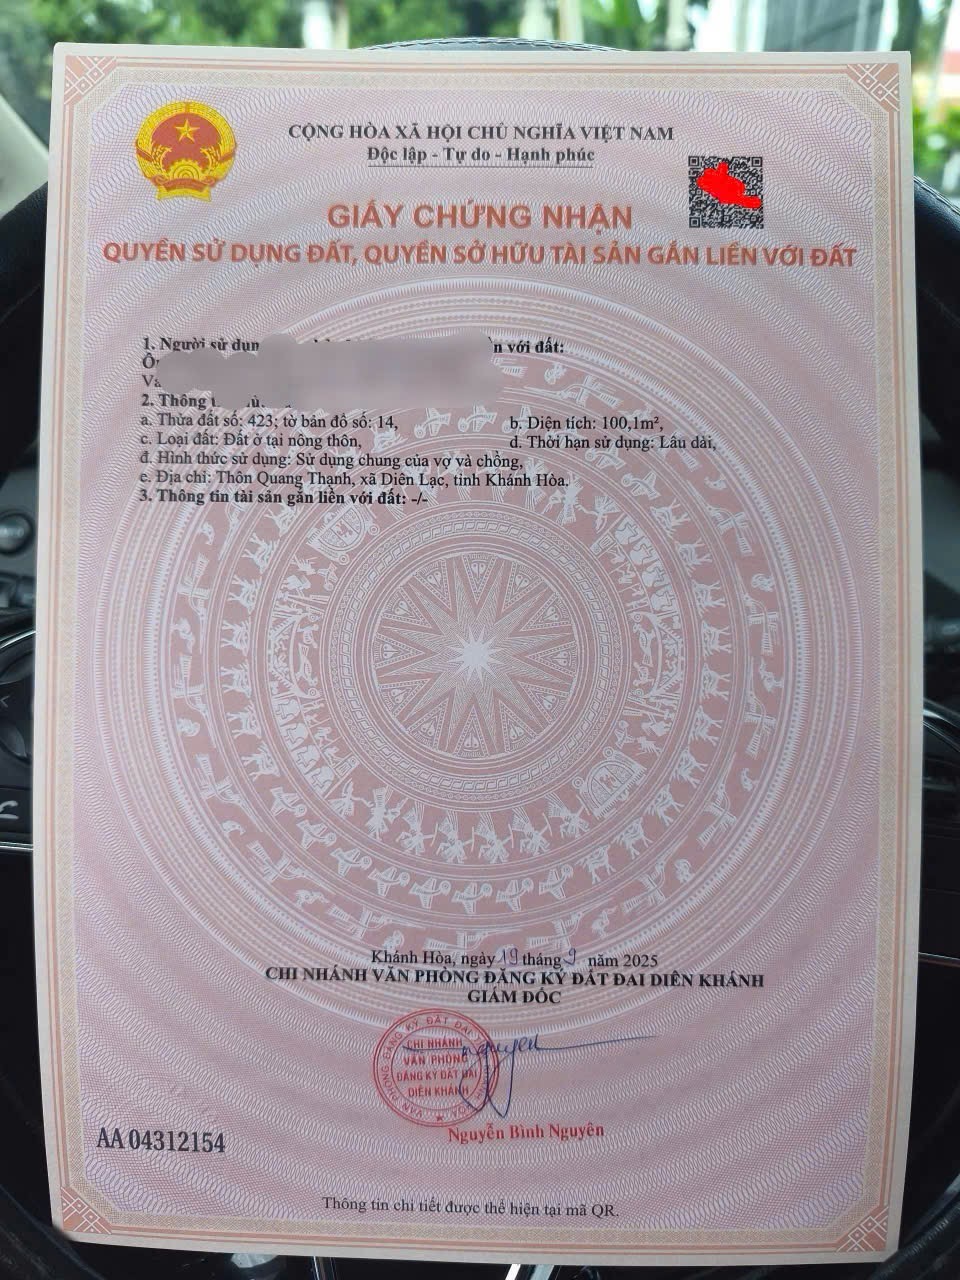 CỘNG HÒA XÃ HỘI CHỦ NGHĨA VIỆT NAM
Độc lập - Tự do - Hạnh phúc
GIẤY CHỨNG NHẬN
QUYỀN SỬ DỤNG ĐẤT, QUYỀN SỞ HỮU TÀI SẢN GẮN LIỀN VỚI ĐẤT
1. Người sử dụn n với đất:
2. Thông
a. Thửa đất số: 423; tờ bản đồ số: 14, b. Diện tích: 100,1m²,
c. Loại đất: Đất ở tại nông thôn, d. Thời hạn sử dụng: Lâu dài,
đ. Hình thức sử dụng: Sử dụng chung của vợ và chồng,
e. Địa chỉ: Thôn Quang Thạnh, xã Diên Lạc, tỉnh Khánh Hòa.
3. Thông tin tài sản gắn liền với đất: -/-
Khánh Hòa, ngày 19 tháng 9 năm 2025
CHI NHÁNH VĂN PHÒNG ĐĂNG KÝ ĐẤT ĐAI DIÊN KHÁNH
GIÁM ĐỐC
CHI NHÁNH
VĂN PHÒNG
ĐĂNG KÝ ĐẤT ĐAI
DIÊN KHÁNH
Nguyễn Bình Nguyên
AA 04312154
Thông tin chi tiết được thể hiện tại mã QR.